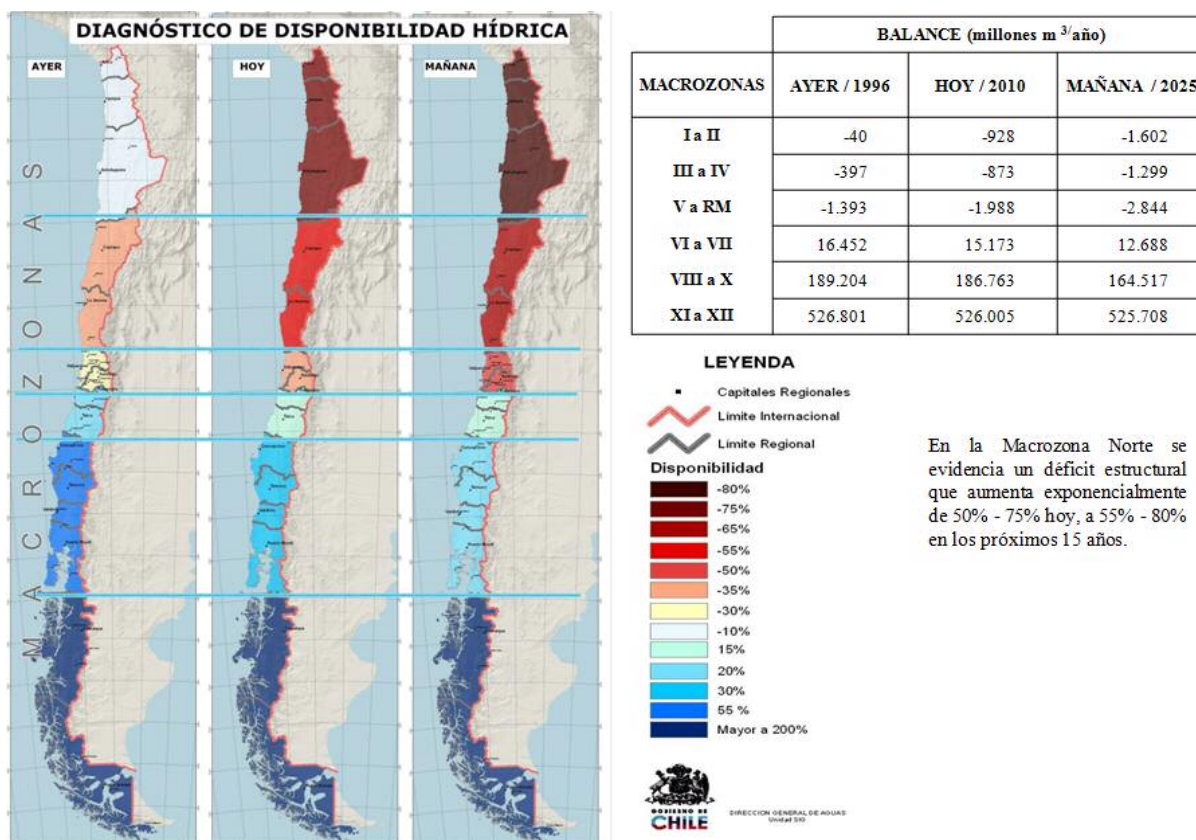 DIAGNÓSTICO DE DISPONIBILIDAD HÍDRICA
AYER
HOY
MAÑANA
MACROZONAS
BALANCE (millones m 3/año)
MACROZONAS AYER / 1996 HOY / 2010 MAÑANA / 2025
I a II -40 -928 -1.602
III a IV -397 -873 -1.299
V a RM -1.393 -1.988 -2.844
VI a VII 16.452 15.173 12.688
VIII a X 189.204 186.763 164.517
XI a XII 526.801 526.005 525.708
LEYENDA
Capitales Regionales
Límite Internacional
Límite Regional
Disponibilidad
-80%
-75%
-65%
-55%
-50%
-35%
-30%
-10%
15%
20%
30%
55 %
Mayor a 200%
En la Macrozona Norte se
evidencia un déficit estructural
que aumenta exponencialmente
de 50% - 75% hoy, a 55% - 80%
en los próximos 15 años.
GOBIERNO DE
CHILE
DIRECCION GENERAL DE AGUAS